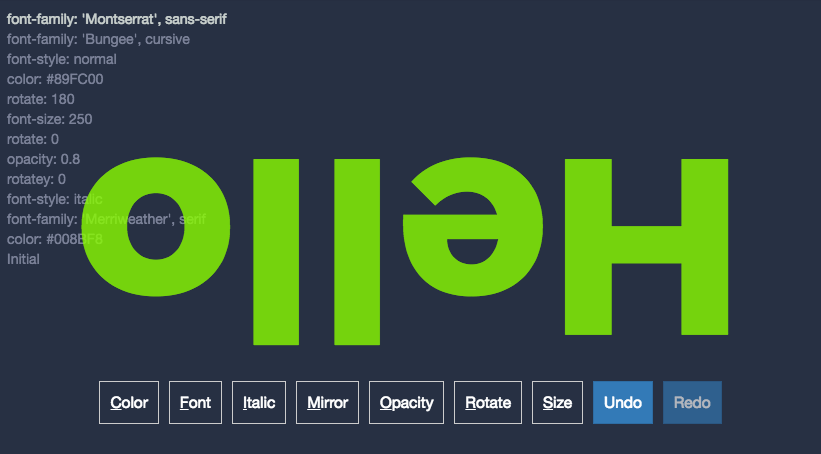 font-family: 'Montserrat', sans-serif
font-family: 'Bungee', cursive
font-style: normal
color: #89FC00
rotate: 180
font-size: 250
rotate: 0
opacity: 0.8
rotatey: 0
font-style: italic
font-family: 'Merriweather', serif
color: #008BF8
Initial
Hello
Color Font Italic Mirror Opacity Rotate Size Undo Redo